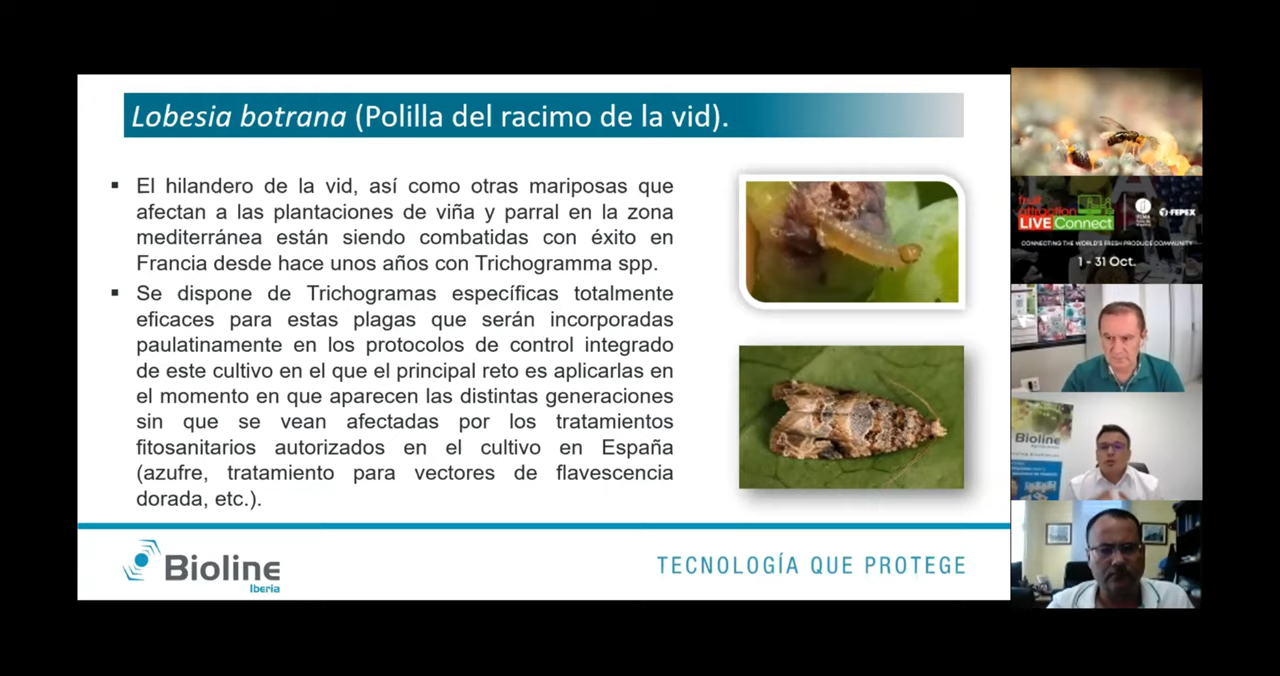 Lobesia botrana (Polilla del racimo de la vid).
▪ El hilandero de la vid, así como otras mariposas que
afectan a las plantaciones de viña y parral en la zona
mediterránea están siendo combatidas con éxito en
Francia desde hace unos años con Trichogramma spp.
▪ Se dispone de Trichogramas específicas totalmente
eficaces para estas plagas que serán incorporadas
paulatinamente en los protocolos de control integrado
de este cultivo en el que el principal reto es aplicarlas en
el momento en que aparecen las distintas generaciones
sin que se vean afectadas por los tratamientos
fitosanitarios autorizados en el cultivo en España
(azufre, tratamiento para vectores de flavescencia
dorada, etc.).
Bioline
Iberia
TECNOLOGÍA QUE PROTEGE
fruit
attraction
LIVE Connect
IFEMA
FEPEX
CONNECTING THE WORLD'S FRESH PRODUCE COMMUNITY
1 - 31 Oct.
Bioline